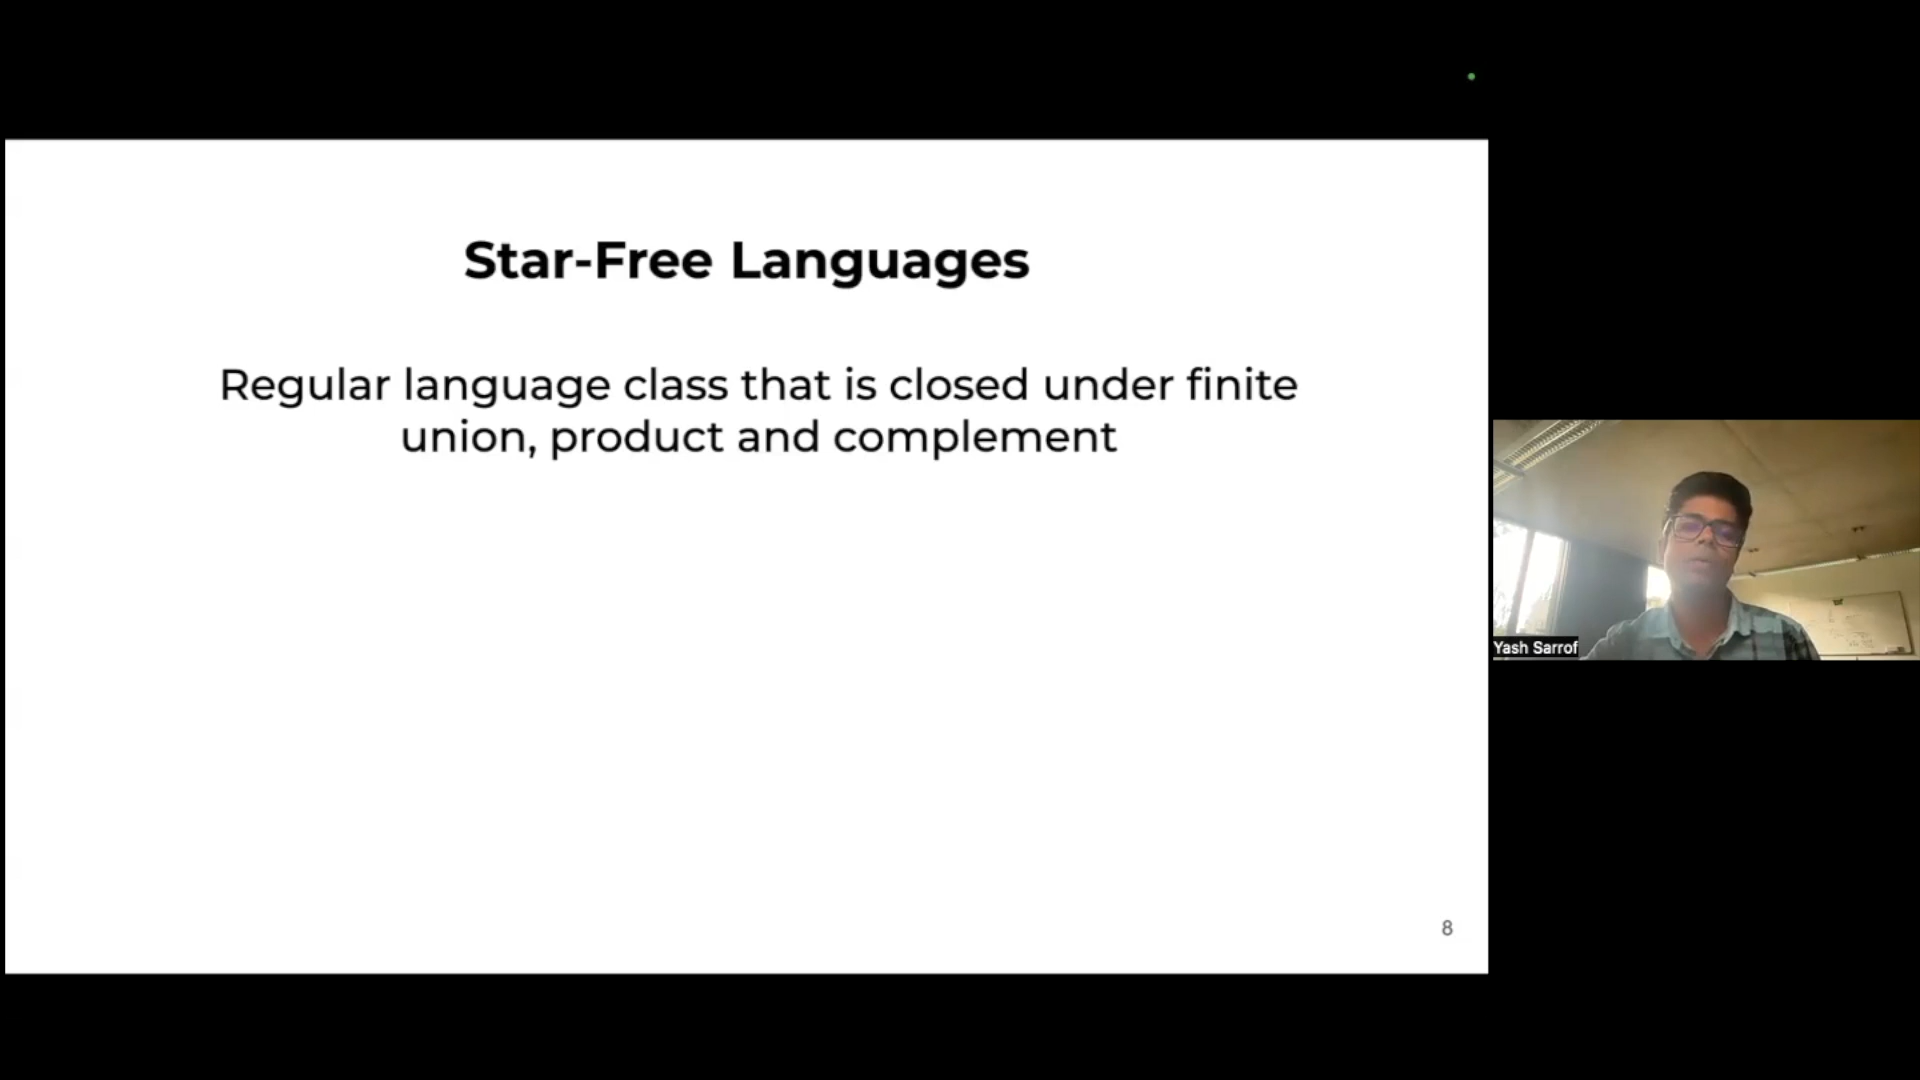 Star-Free Languages
Regular language class that is closed under finite
union, product and complement
8
Yash Sarrof